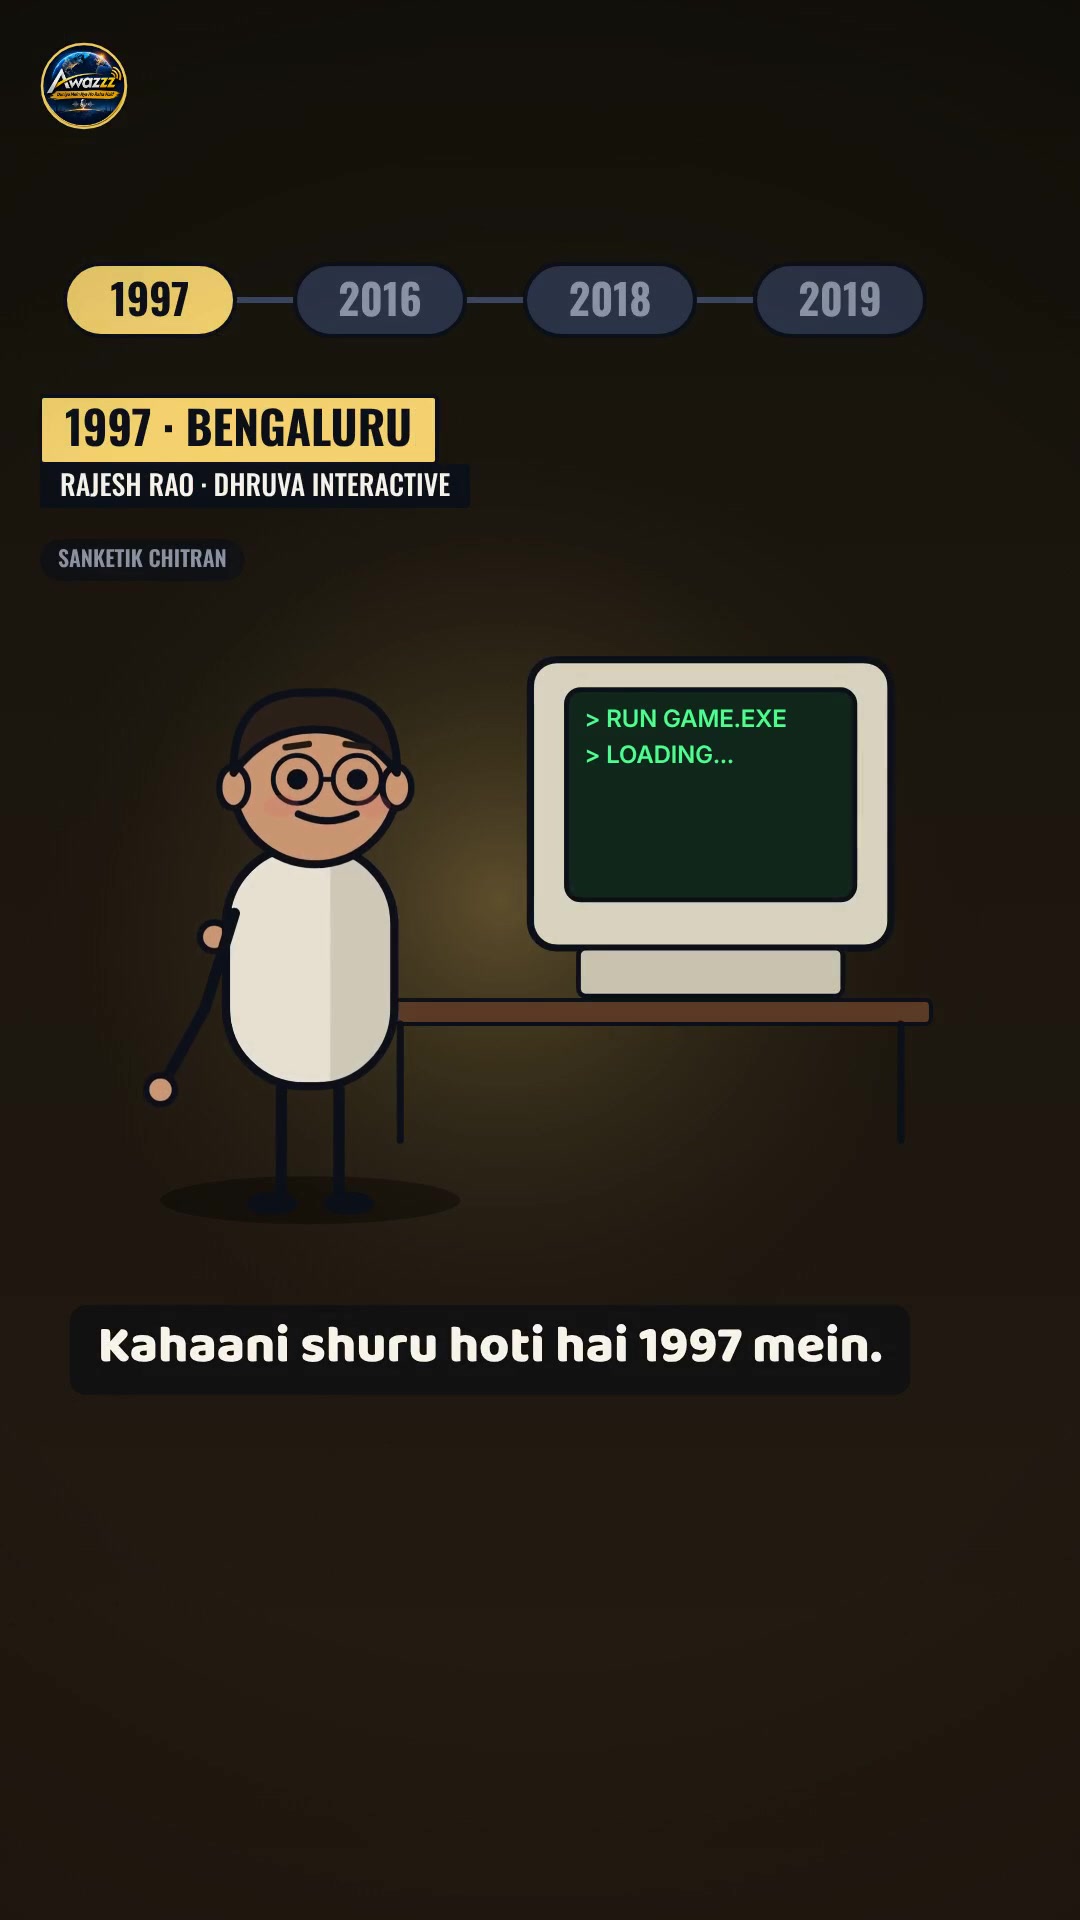 Awazzz
1997
2016
2018
2019
1997 · BENGALURU
RAJESH RAO · DHRUVA INTERACTIVE
SANKETIK CHITRAN
> RUN GAME.EXE
> LOADING...
Kahaani shuru hoti hai 1997 mein.